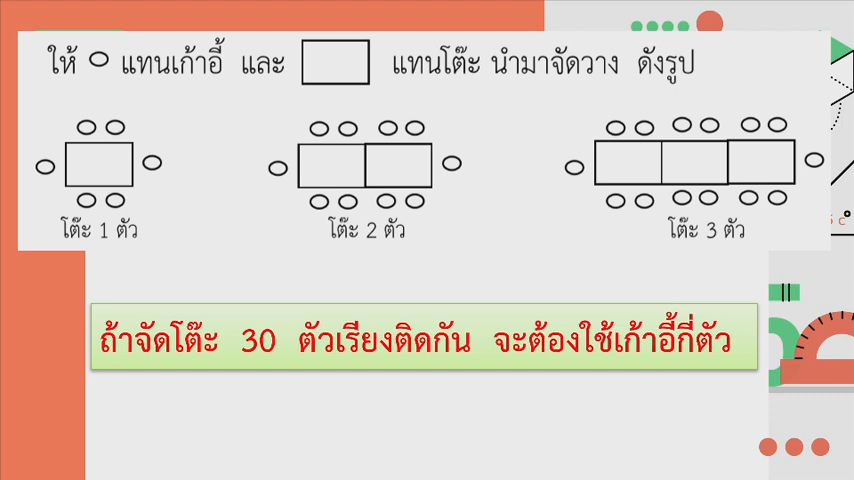 ให้ แทนเก้าอี้ และ แทนโต๊ะ นำมาจัดวาง ดังรูป
โต๊ะ 1 ตัว
โต๊ะ 2 ตัว
โต๊ะ 3 ตัว
ถ้าจัดโต๊ะ 30 ตัวเรียงติดกัน จะต้องใช้เก้าอี้กี่ตัว